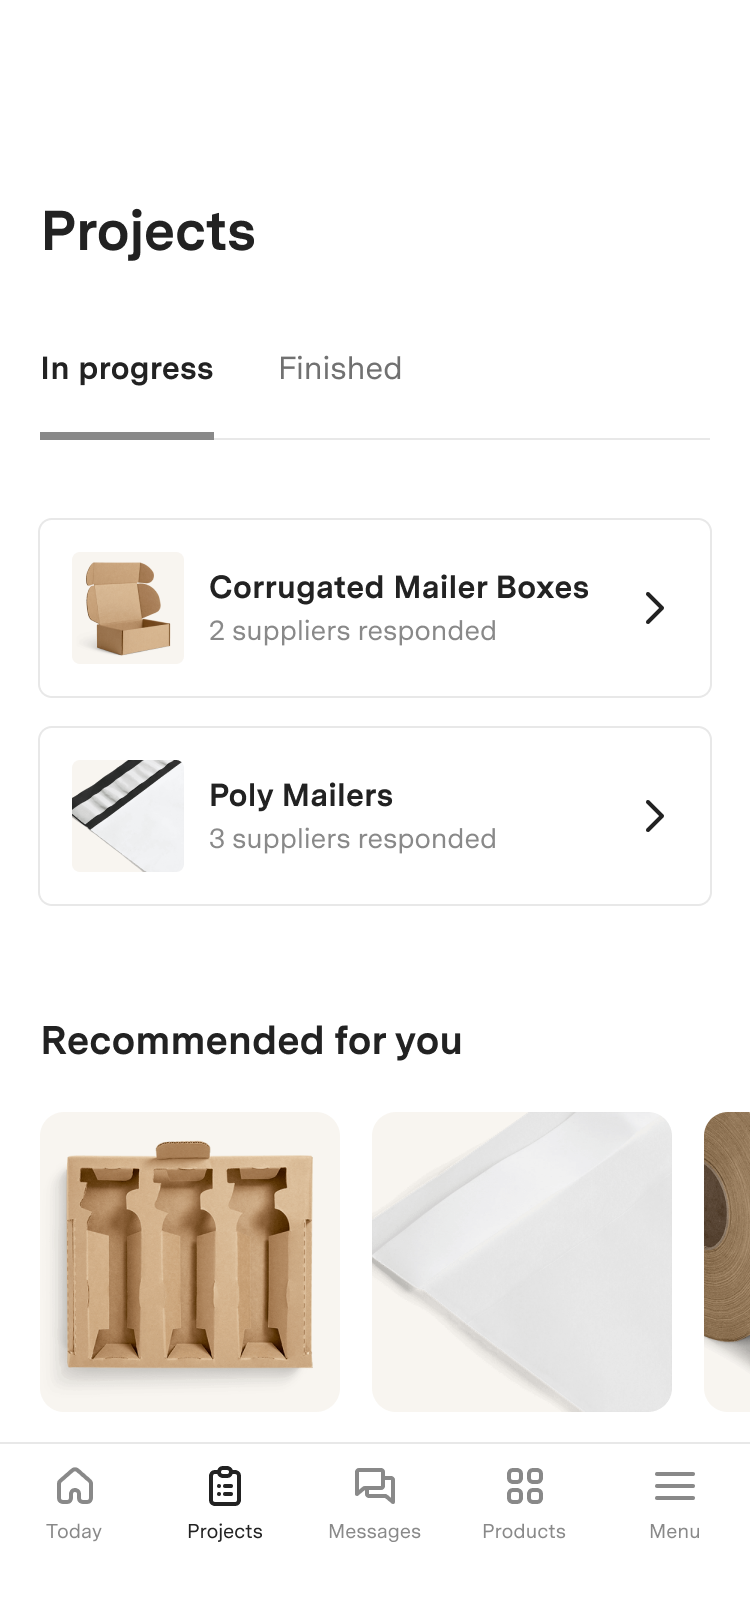 Projects
In progress
Finished
Corrugated Mailer Boxes
2 suppliers responded
Poly Mailers
3 suppliers responded
Recommended for you
Today
Projects
Messages
Products
Menu